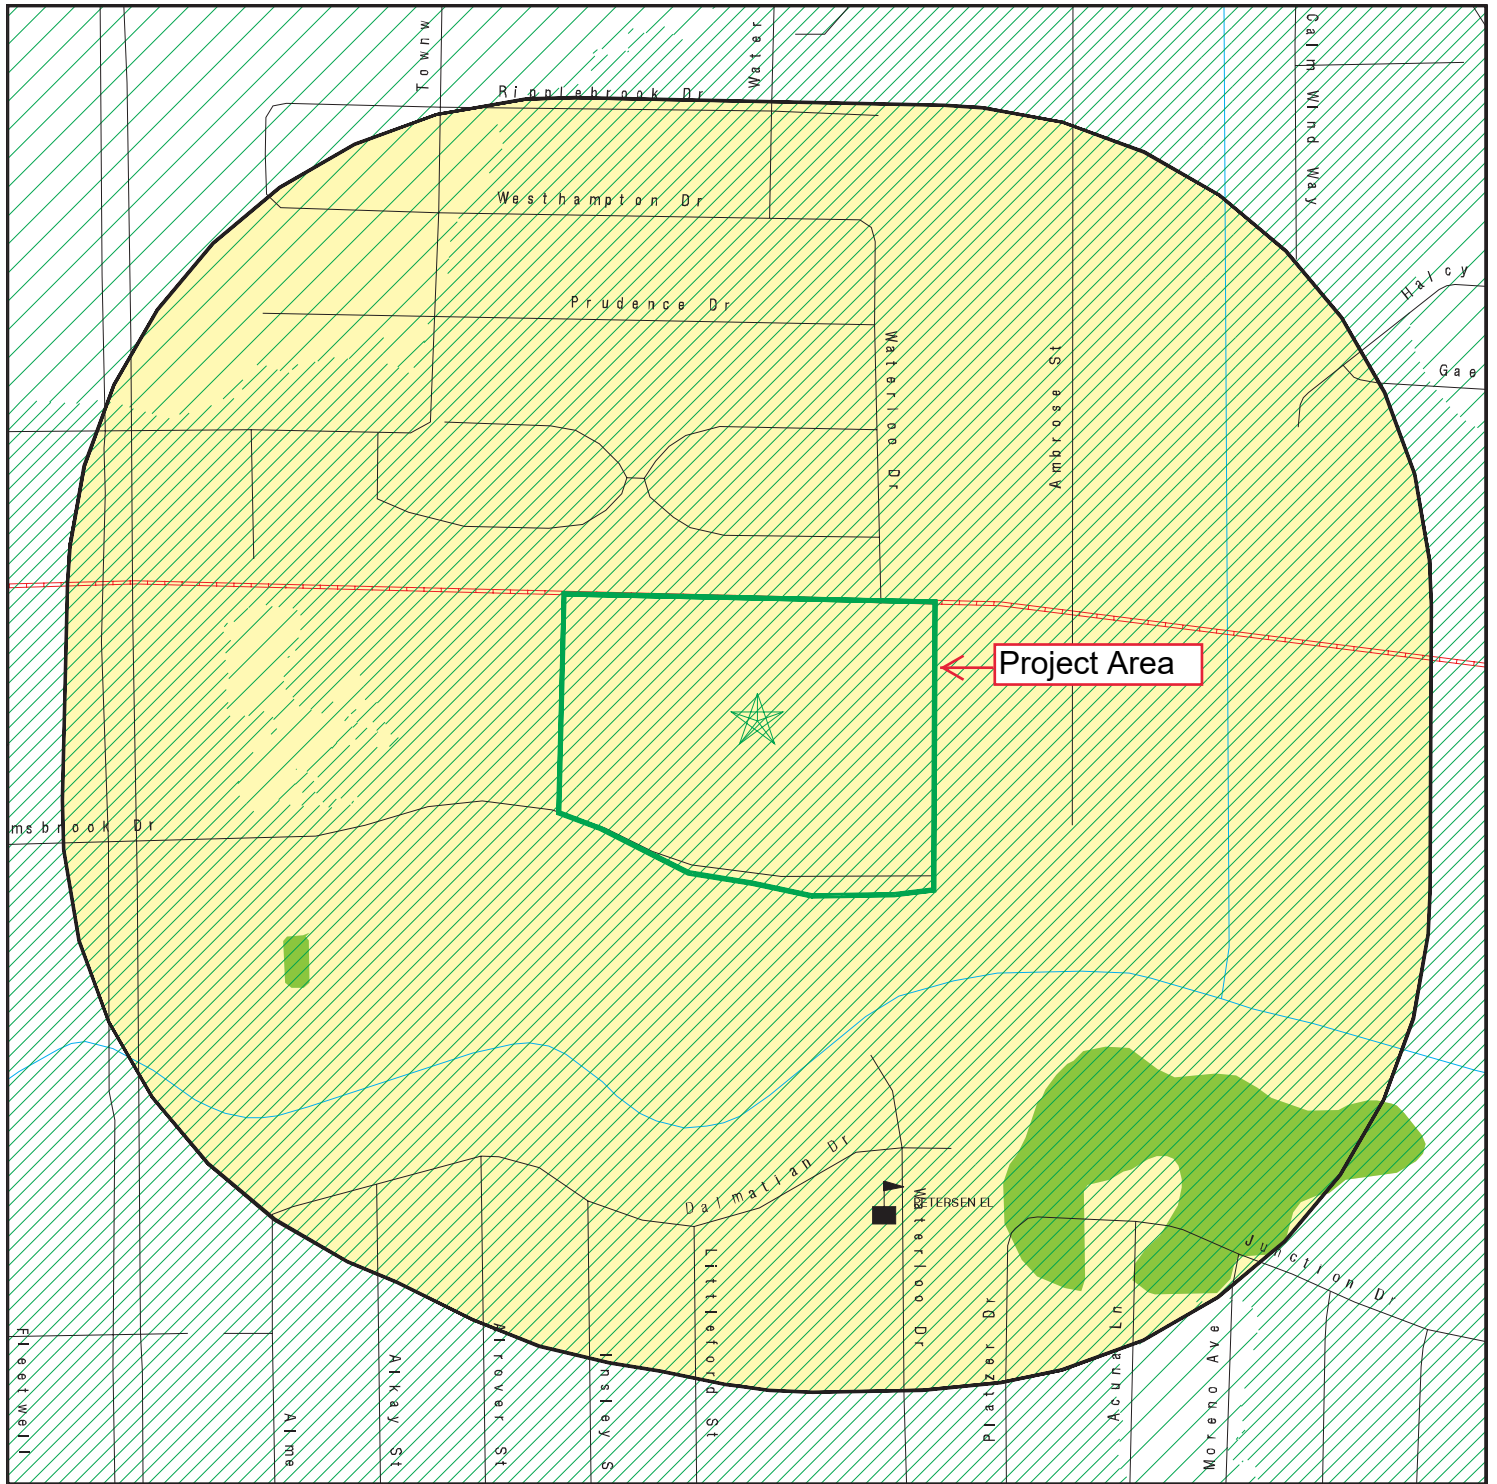 Townw
Water
Calm Wind Way
Ripplebrook Dr
Westhampton Dr
Halcy
Prudence Dr
Waterloo Dr
Ambrose St
Gae
Project Area
msbrook Dr
Dalmatian Dr
PETERSEN EL
Waterloo Dr
Junction Dr
Littleford St
Platzer Dr
Acuna Ln
Moreno Ave
Fleetwell
Alrover St
Alkay St
Insley S
Alme